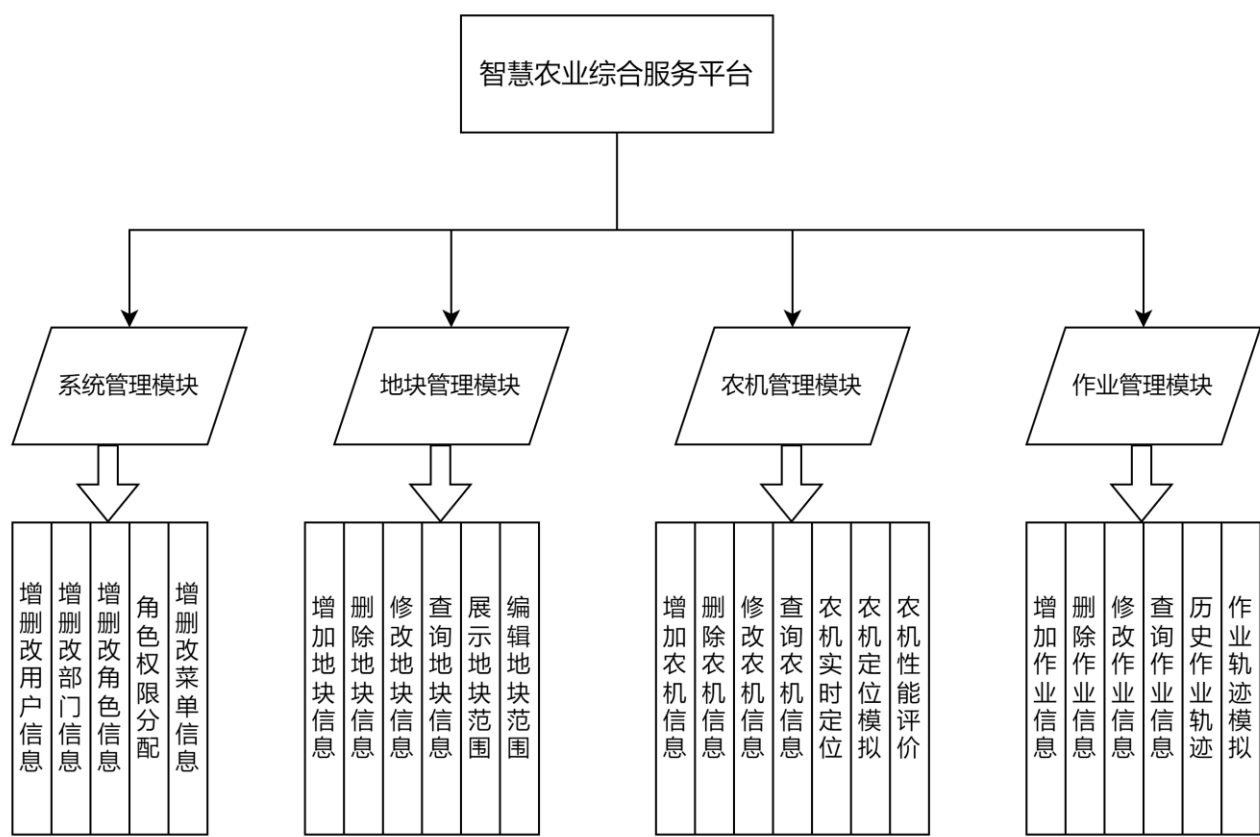 智慧农业综合服务平台
系统管理模块
地块管理模块
农机管理模块
作业管理模块
增删改用户信息
增删改部门信息
增删改角色信息
角色权限分配
增删改菜单信息
增加地块信息
删除地块信息
修改地块信息
查询地块信息
展示地块范围
编辑地块范围
增加农机信息
删除农机信息
修改农机信息
查询农机信息
农机实时定位
农机定位模拟
农机性能评价
增加作业信息
删除作业信息
修改作业信息
查询作业信息
历史作业轨迹
作业轨迹模拟